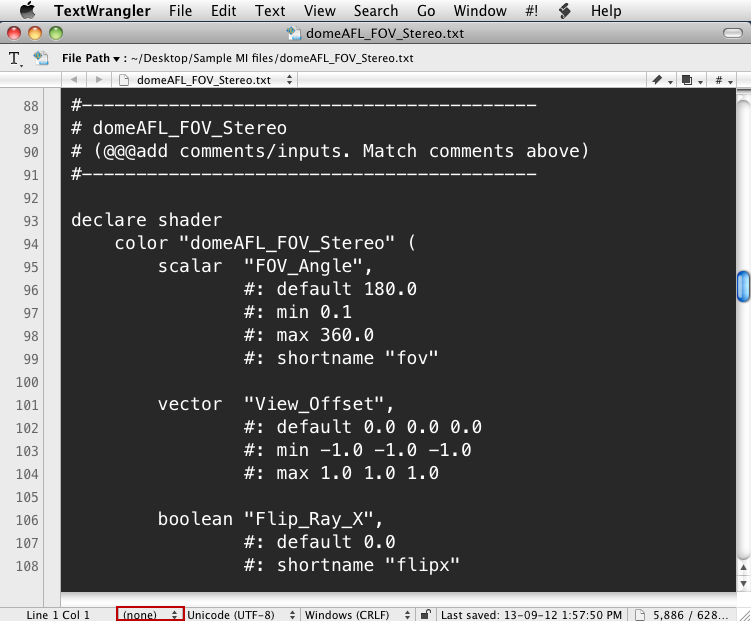 TextWrangler File Edit Text View Search Go Window #! Help
domeAFL_FOV_Stereo.txt
T. File Path ▾ : ~/Desktop/Sample MI files/domeAFL_FOV_Stereo.txt
domeAFL_FOV_Stereo.txt #
88 #------------------------------------------
89 # domeAFL_FOV_Stereo
90 # (@@@add comments/inputs. Match comments above)
91 #------------------------------------------
92
93 declare shader
94 color "domeAFL_FOV_Stereo" (
95 scalar "FOV_Angle",
96 #: default 180.0
97 #: min 0.1
98 #: max 360.0
99 #: shortname "fov"
100
101 vector "View_Offset",
102 #: default 0.0 0.0 0.0
103 #: min -1.0 -1.0 -1.0
104 #: max 1.0 1.0 1.0
105
106 boolean "Flip_Ray_X",
107 #: default 0.0
108 #: shortname "flipx"
Line 1 Col 1 (none) Unicode (UTF-8) Windows (CRLF) Last saved: 13-09-12 1:57:50 PM 5,886 / 628...